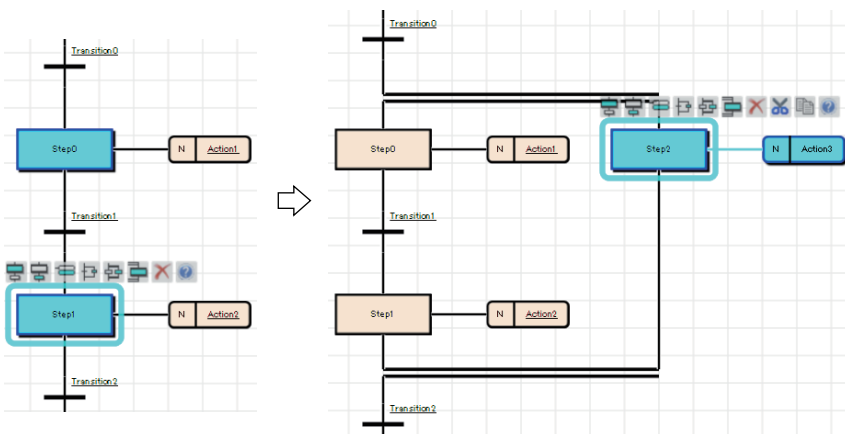 Transition0
Step0
N
Action1
Transition1
Step1
N
Action2
Transition2
Transition0
Step0
N
Action1
Step2
N
Action3
Transition1
Step1
N
Action2
Transition2